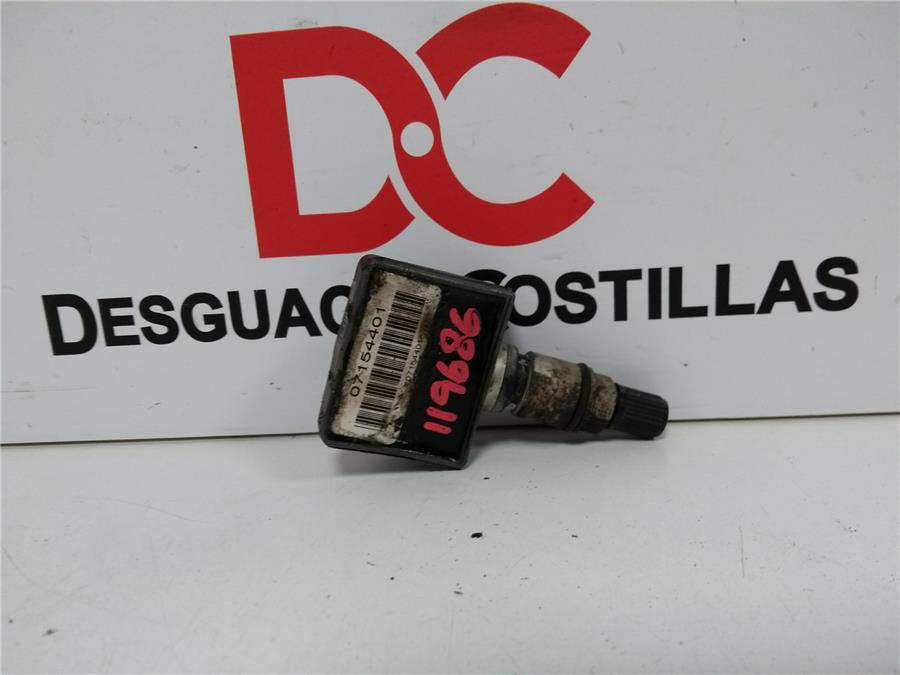 DC
DESGUAC COSTILLAS
07154401
119686